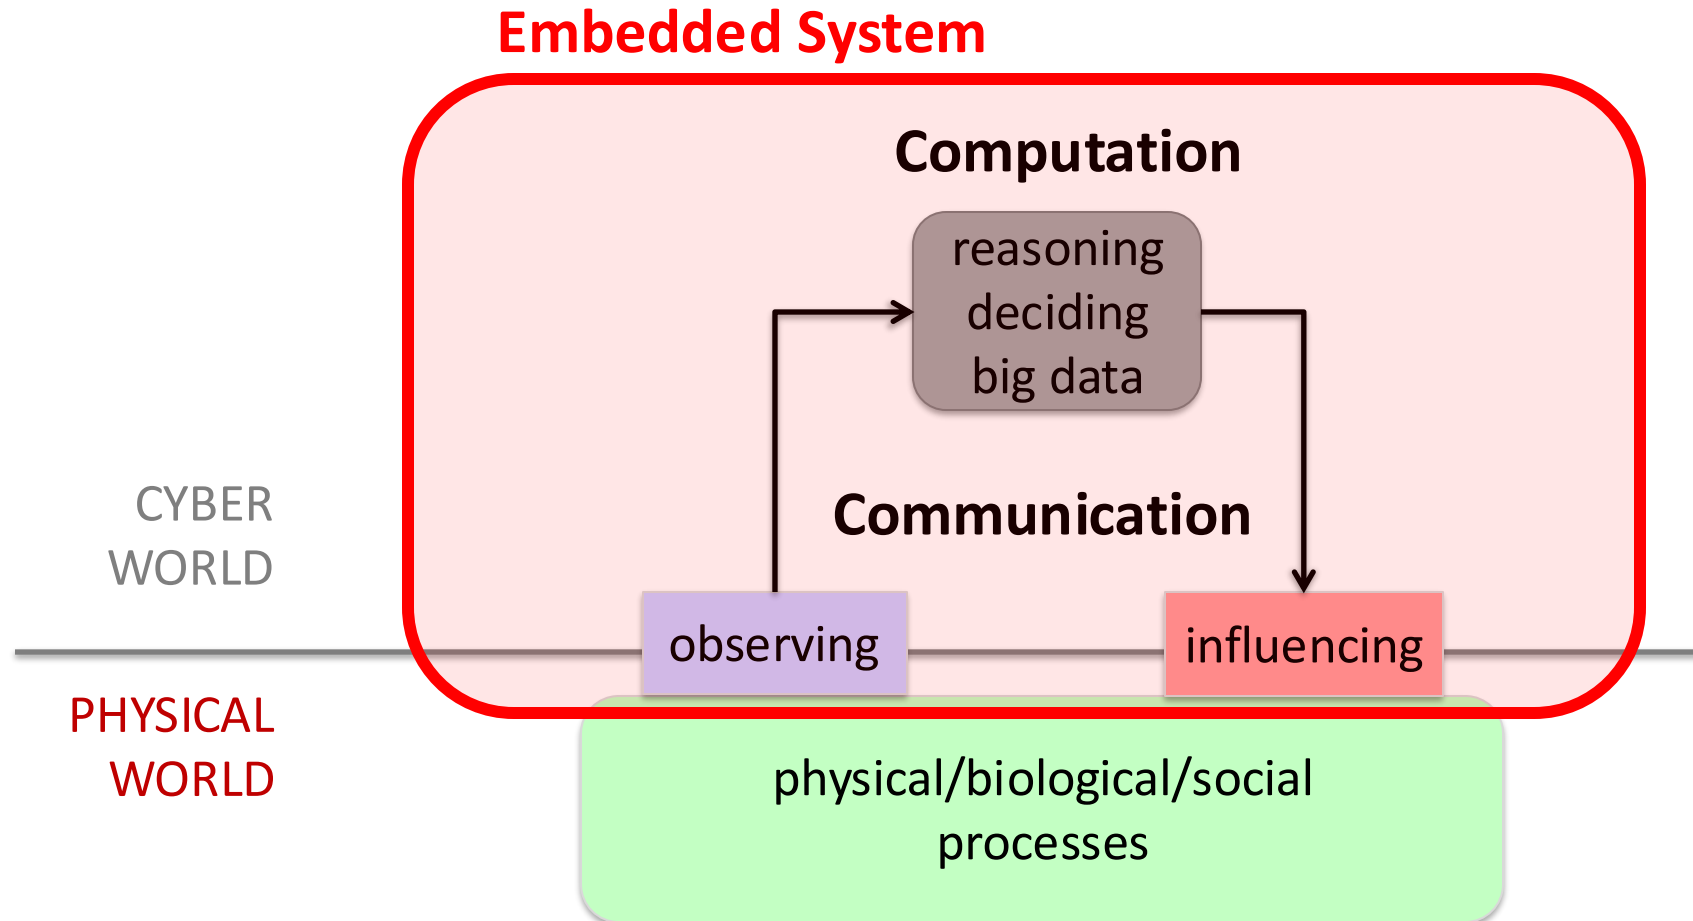 Embedded System
Computation
reasoning
deciding
big data
Communication
CYBER
WORLD
observing
influencing
PHYSICAL
WORLD
physical/biological/social
processes